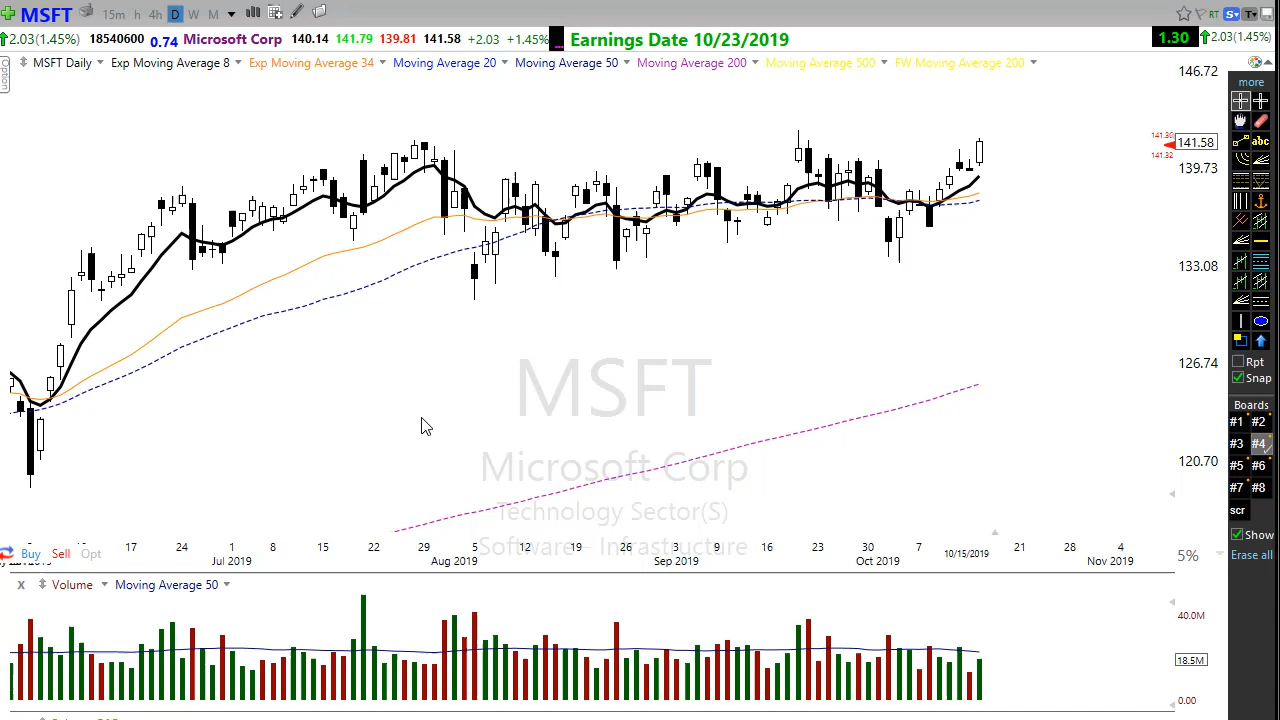 MSFT 15m h 4h D W M RT S T
2.03(1.45%) 18540600 0.74 Microsoft Corp 140.14 141.79 139.81 141.58 +2.03 +1.45% Earnings Date 10/23/2019 1.30 2.03(1.45%)
Option
MSFT Daily Exp Moving Average 8 Exp Moving Average 34 Moving Average 20 Moving Average 50 Moving Average 200 Moving Average 500 FW Moving Average 200
146.72
more
141.36
141.58
141.32
abc
139.73
133.08
126.74
Rpt
Snap
Boards
#1 #2
#3 #4
#5 #6
#7 #8
scr
120.70
MSFT
Microsoft Corp
Technology Sector(S)
Software - Infrastructure
17 24 1 8 15 22 29 5 12 19 26 3 9 16 23 30 7 10/15/2019 21 28 4
Buy Sell Opt
Jul 2019 Aug 2019 Sep 2019 Oct 2019 Nov 2019
5%
Show
Erase all
x Volume Moving Average 50
40.0M
18.5M
0.00